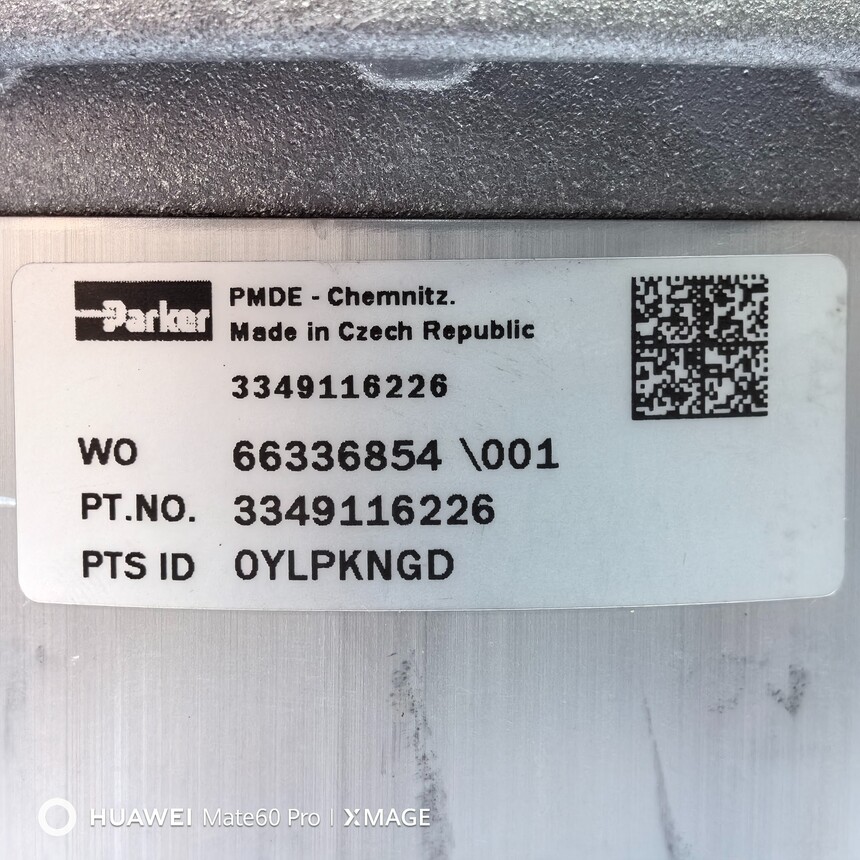 Parker
PMDE - Chemnitz.
Made in Czech Republic
3349116226
WO 66336854 \001
PT.NO. 3349116226
PTS ID 0YLPKNGD
HUAWEI Mate60 Pro | XMAGE